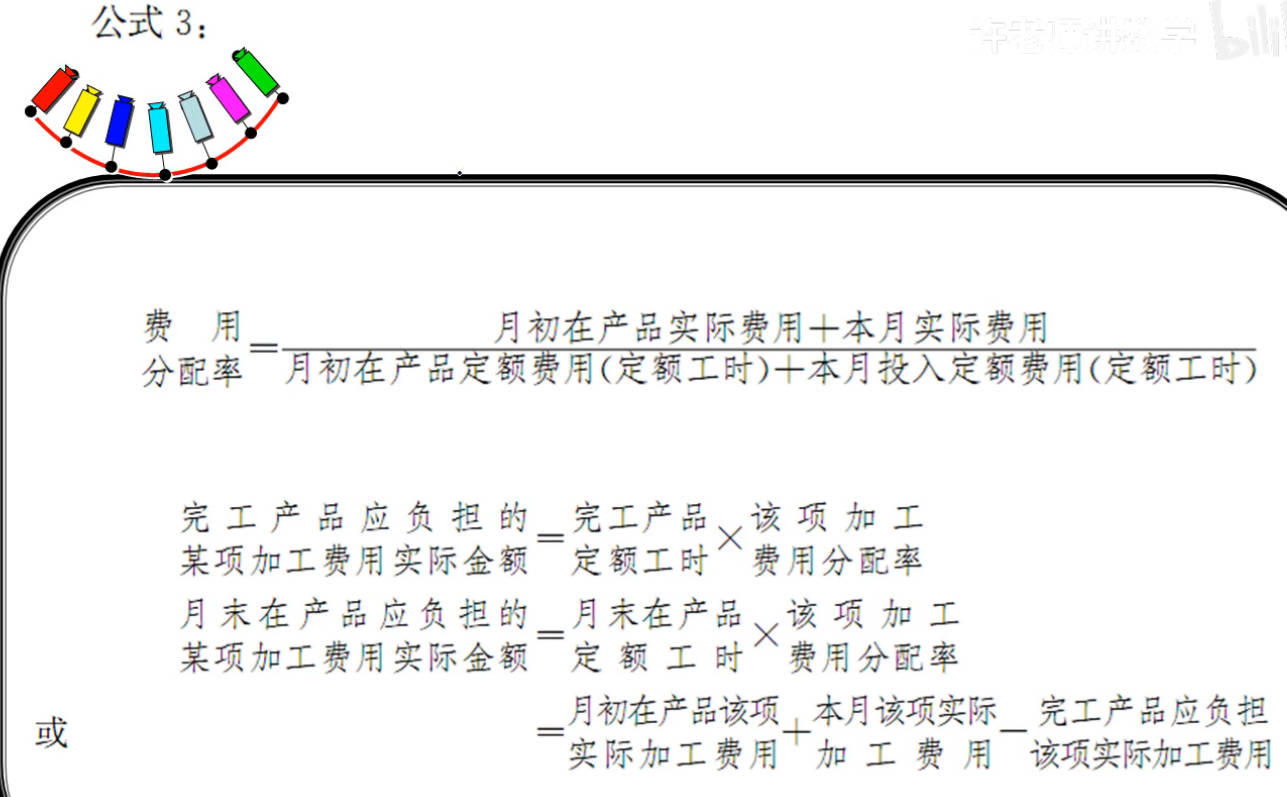 公式 3：
许老师讲数学 bili
月初在产品实际费用＋本月实际费用
费用分配率＝
月初在产品定额费用(定额工时)＋本月投入定额费用(定额工时)
完工产品应负担的 完工产品 该项加工
＝ ×
某项加工费用实际金额 定额工时 费用分配率
月末在产品应负担的 月末在产品 该项加工
＝ ×
某项加工费用实际金额 定额工时 费用分配率
月初在产品该项 本月该项实际 完工产品应负担
或 ＝ ＋ －
实际加工费用 加工费用 该项实际加工费用